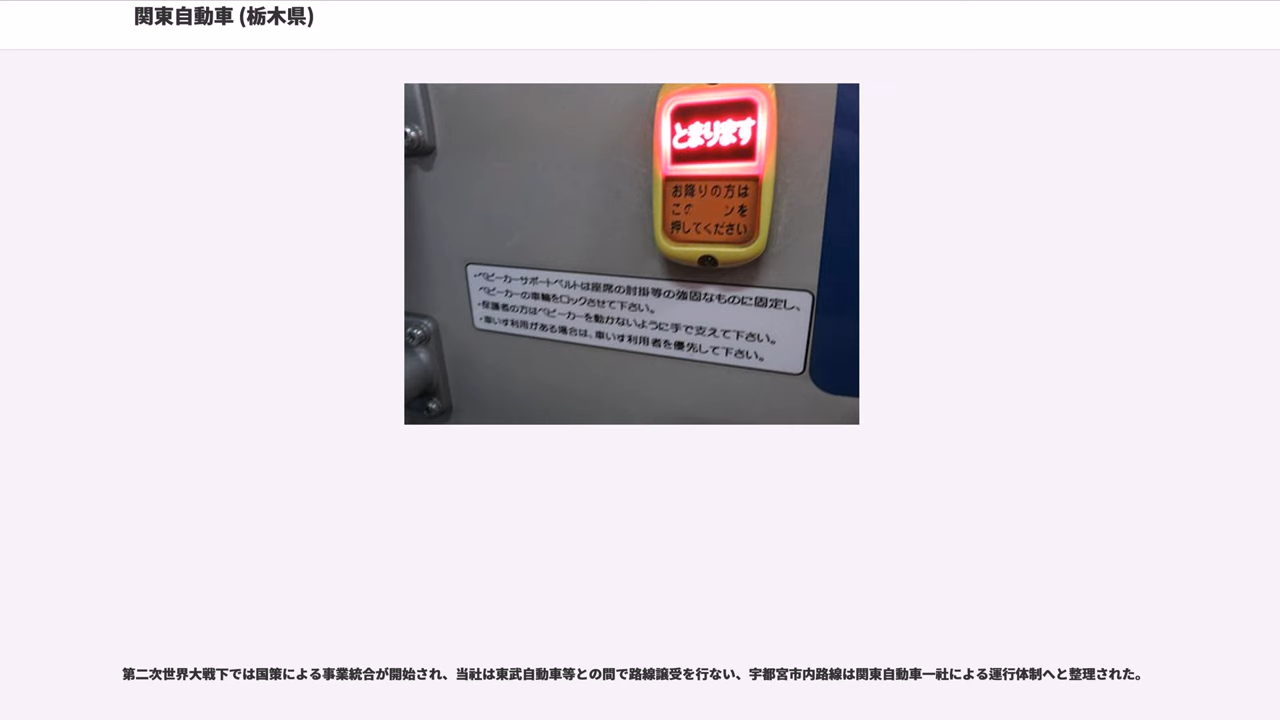 関東自動車 (栃木県)
とまります
お降りの方は
この ンを
押してください
・ベビーカーサポートベルトは座席の肘掛等の強固なものに固定し、
ベビーカーの車輪をロックさせて下さい。
・保護者の方はベビーカーを動かないように手で支えて下さい。
・車いす利用がある場合は、車いす利用者を優先して下さい。
第二次世界大戦下では国策による事業統合が開始され、当社は東武自動車等との間で路線譲受を行ない、宇都宮市内路線は関東自動車一社による運行体制へと整理された。